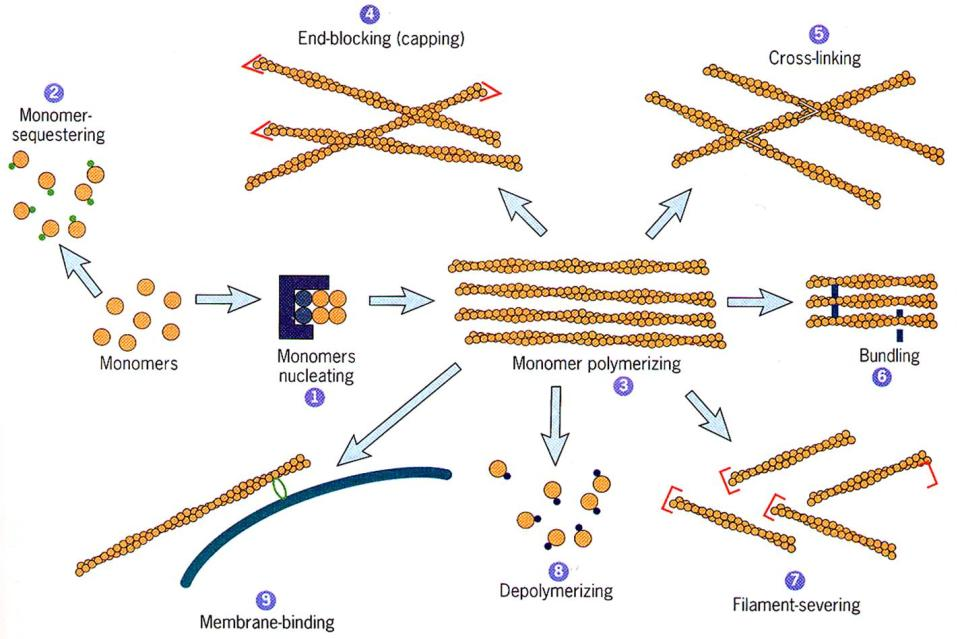 4
End-blocking (capping)
5
Cross-linking
2
Monomer-
sequestering
Monomers
Monomers
nucleating
1
Monomer polymerizing
3
Bundling
6
9
Membrane-binding
8
Depolymerizing
7
Filament-severing